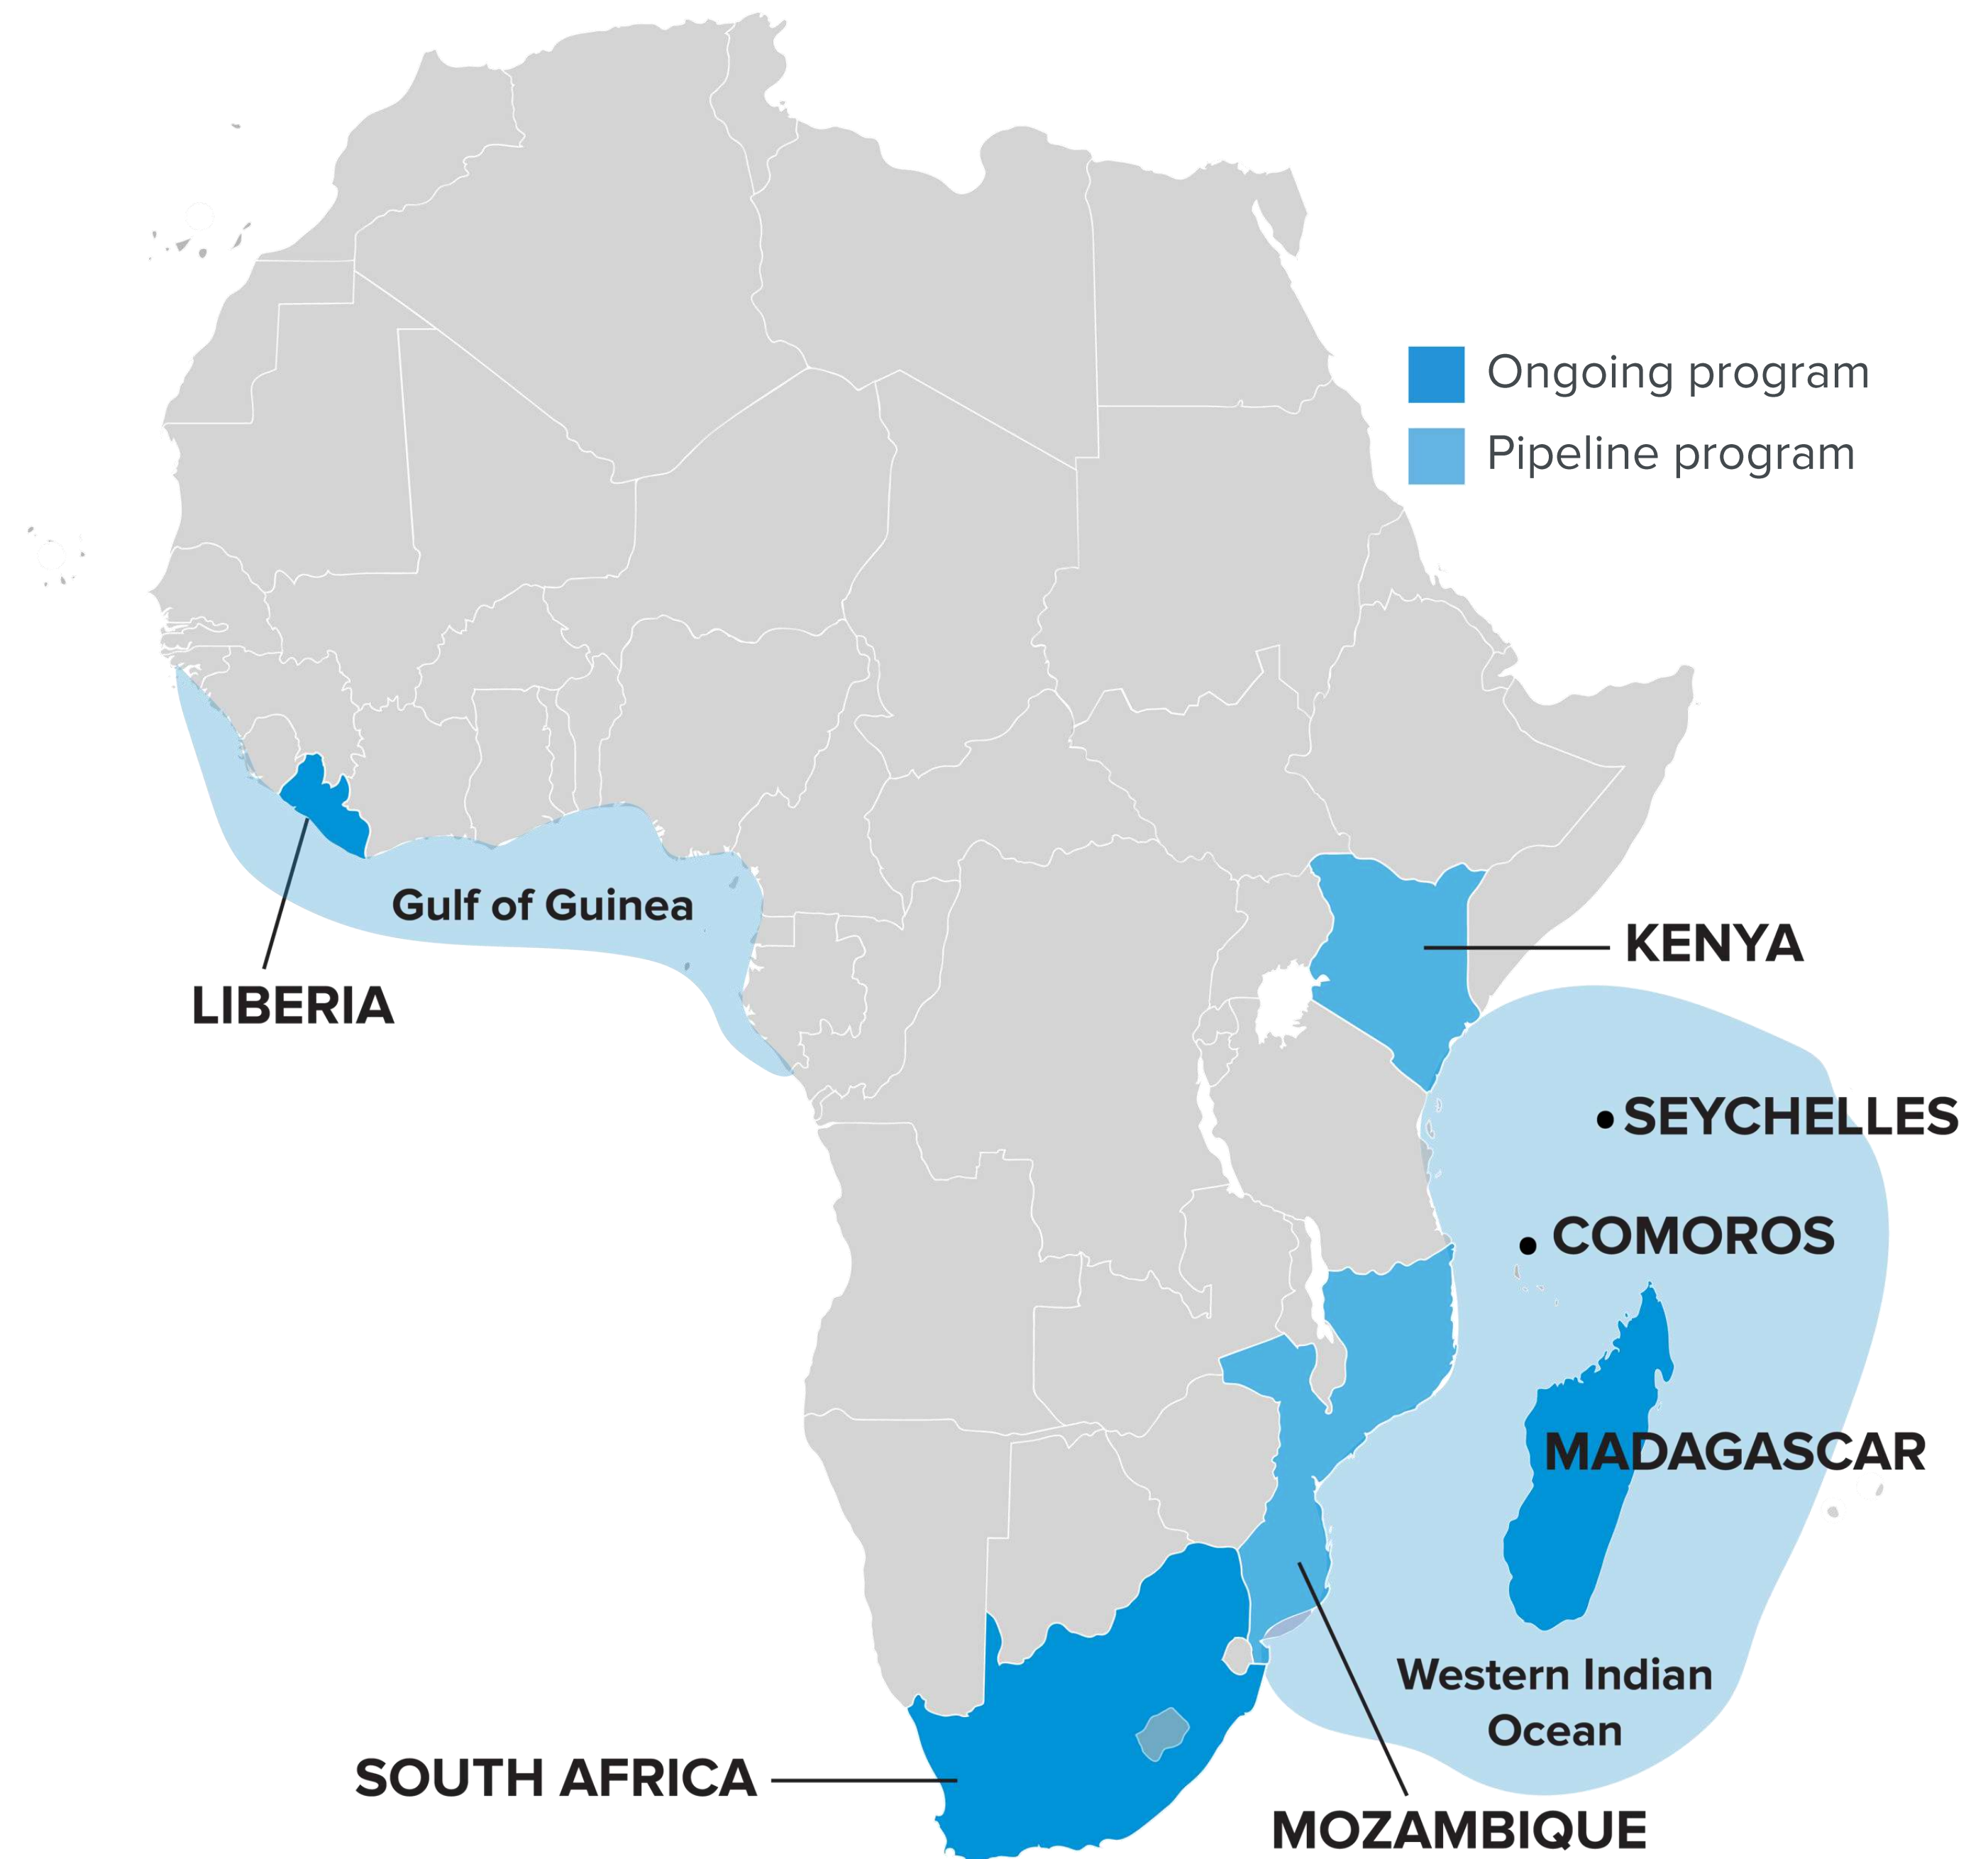 Ongoing program
Pipeline program
Gulf of Guinea
KENYA
LIBERIA
SEYCHELLES
COMOROS
MADAGASCAR
Western Indian
Ocean
SOUTH AFRICA
MOZAMBIQUE